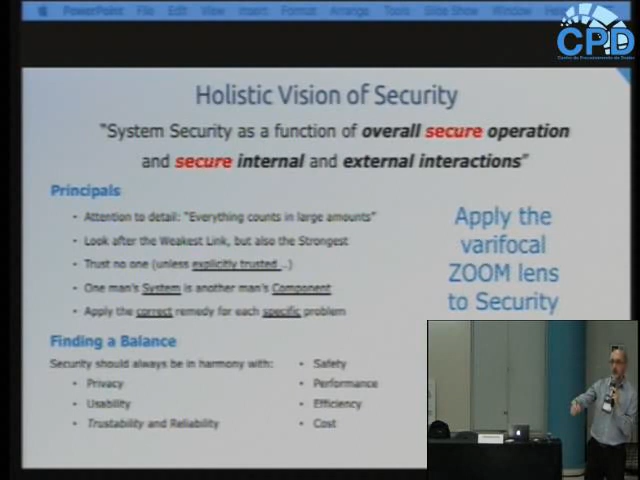 PowerPoint File Edit View Insert Format Arrange Tools Slide Show Window
CPD
Holistic Vision of Security
"System Security as a function of overall secure operation
and secure internal and external interactions"
Principals
• Attention to detail: "Everything counts in large amounts"
• Look after the Weakest Link, but also the Strongest
• Trust no one (unless explicitly trusted ..)
• One man's System is another man's Component
• Apply the correct remedy for each specific problem
Apply the
varifocal
ZOOM lens
to Security
Finding a Balance
Security should always be in harmony with:
• Privacy
• Usability
• Trustability and Reliability
• Safety
• Performance
• Efficiency
• Cost